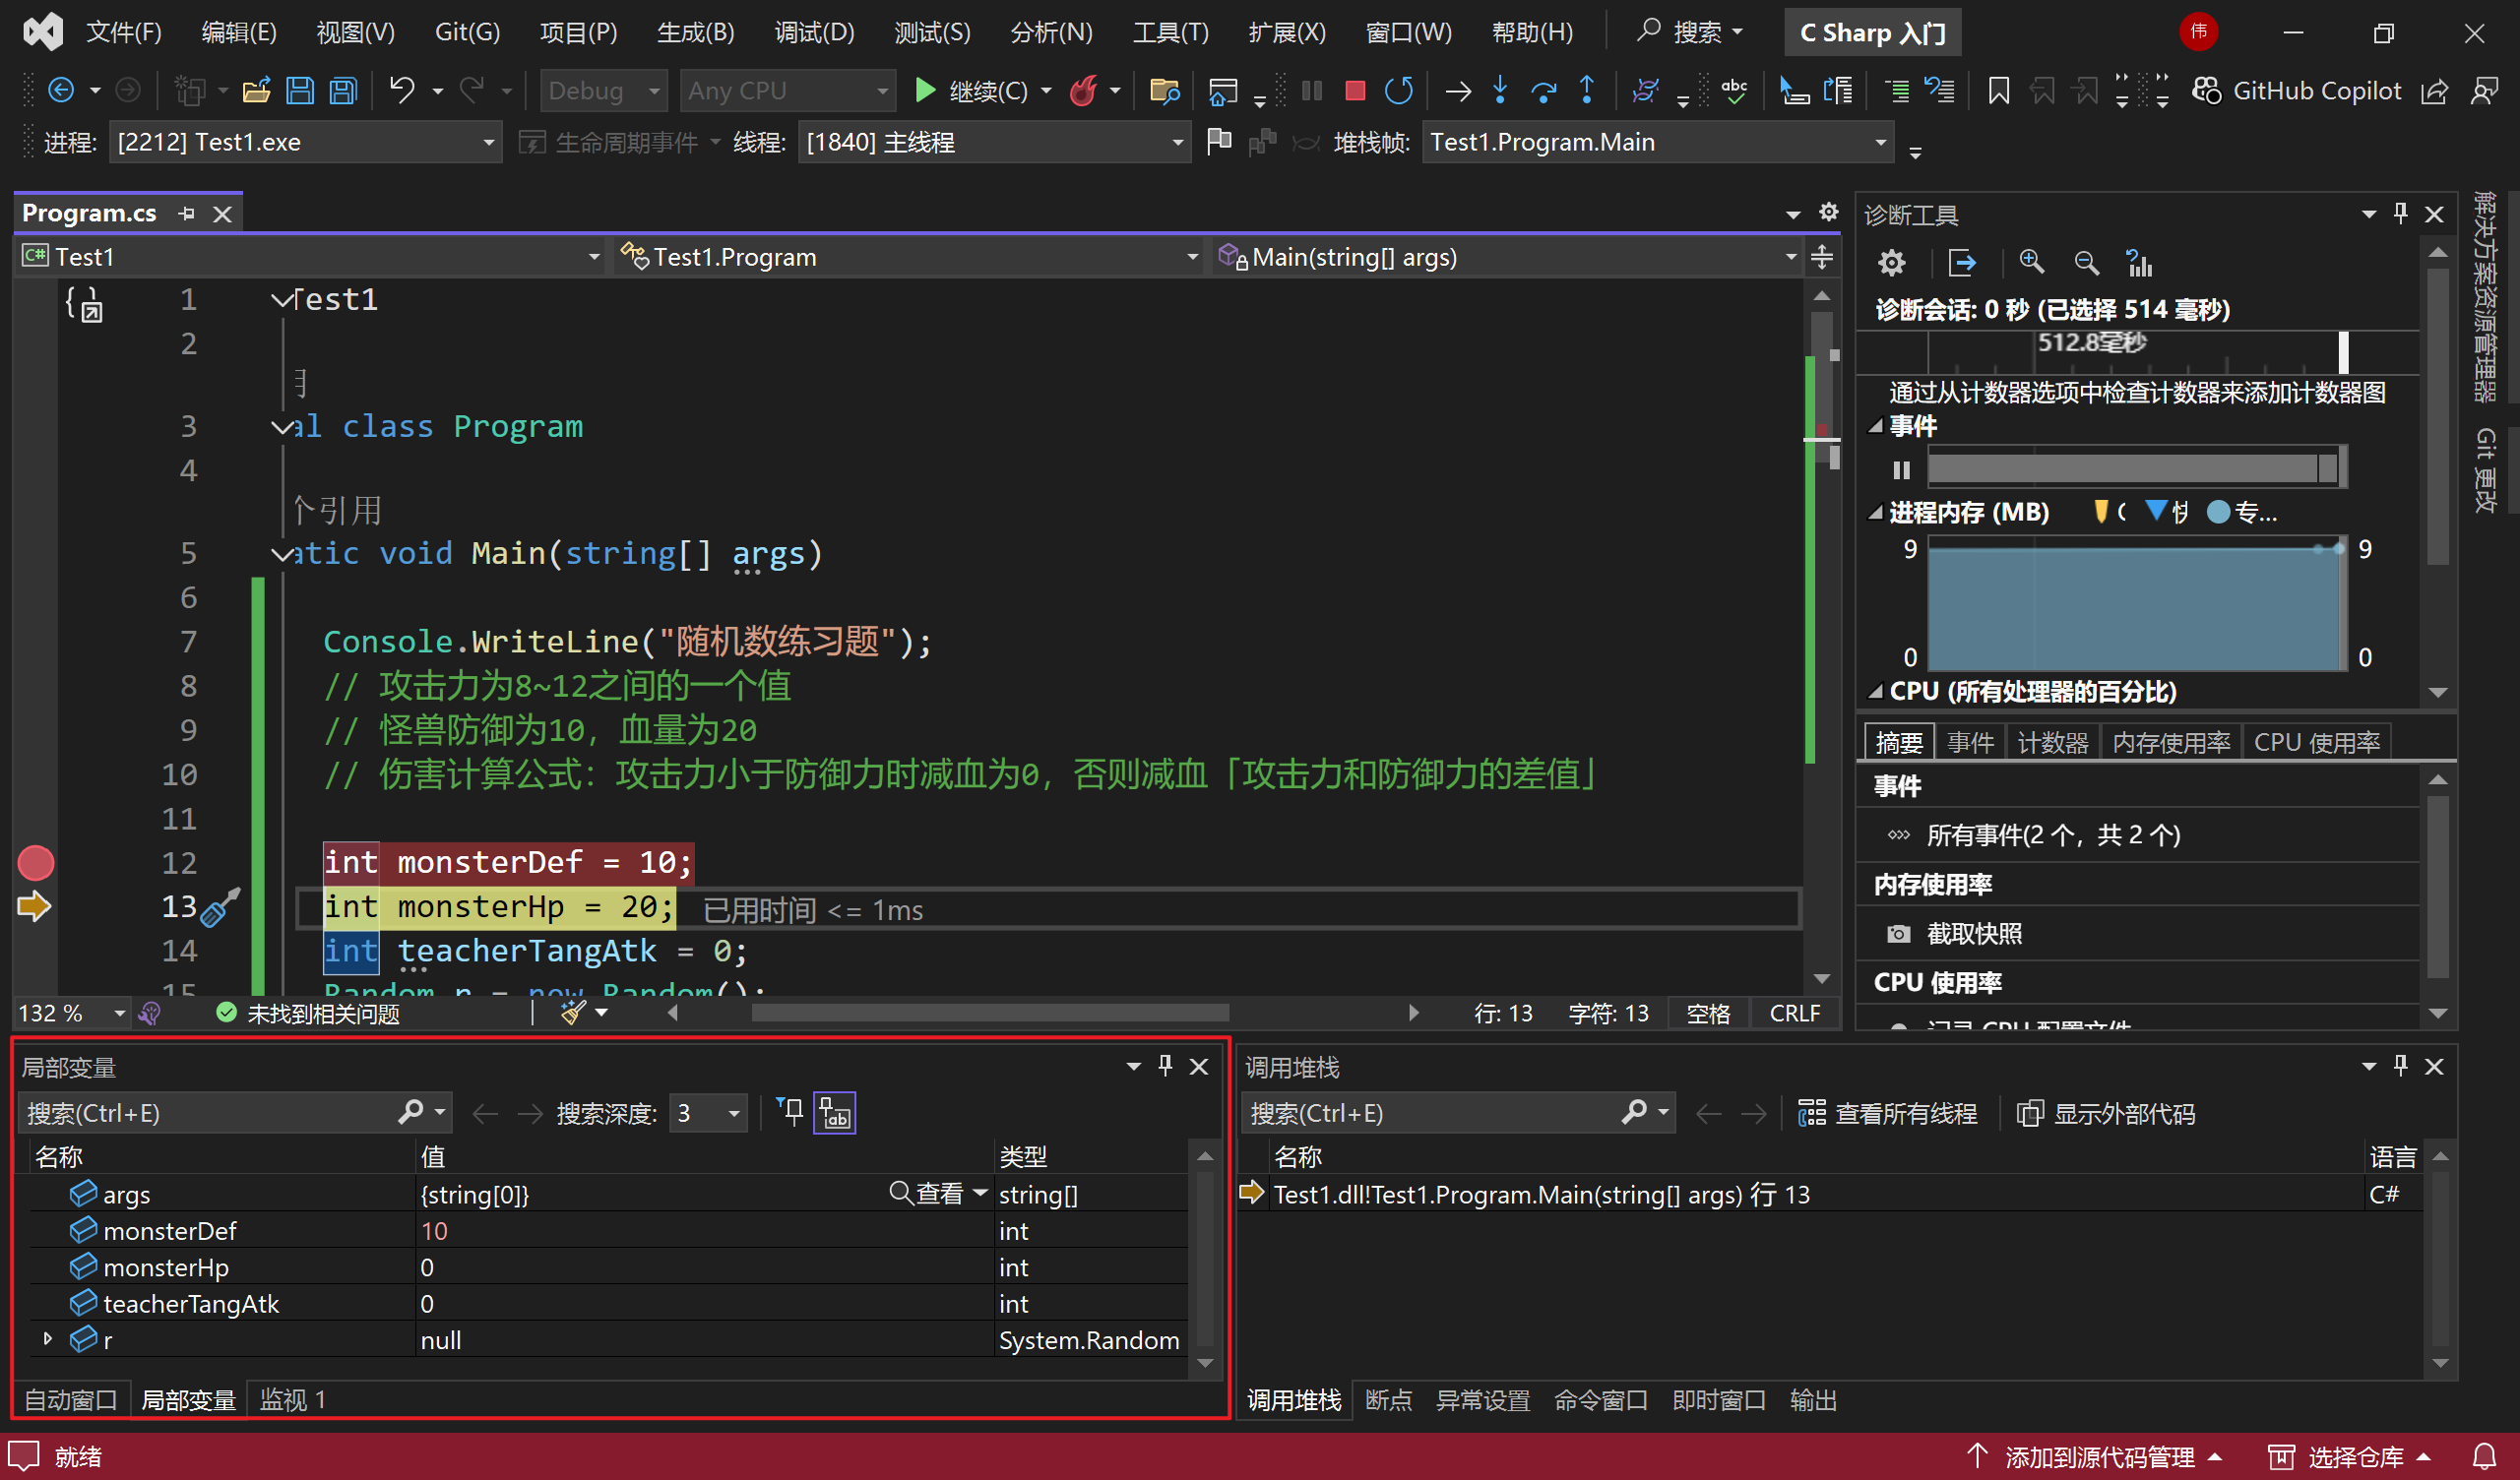 文件(F) 编辑(E) 视图(V) Git(G) 项目(P) 生成(B) 调试(D) 测试(S) 分析(N) 工具(T) 扩展(X) 窗口(W) 帮助(H) 搜索 C Sharp 入门 伟
Debug Any CPU 继续(C) abc GitHub Copilot
进程: [2212] Test1.exe 生命周期事件 线程: [1840] 主线程 堆栈帧: Test1.Program.Main
Program.cs
C# Test1 Test1.Program Main(string[] args)
1 Test1
2
3 al class Program
4
个引用
5 atic void Main(string[] args)
6
7 Console.WriteLine("随机数练习题");
8 // 攻击力为8~12之间的一个值
9 // 怪兽防御为10, 血量为20
10 // 伤害计算公式: 攻击力小于防御力时减血为0, 否则减血「攻击力和防御力的差值」
11
12 int monsterDef = 10;
13 int monsterHp = 20; 已用时间 <= 1ms
14 int teacherTangAtk = 0;
15 Random r = new Random();
132 % 未找到相关问题 行: 13 字符: 13 空格 CRLF
诊断工具
诊断会话: 0 秒 (已选择 514 毫秒)
512.8毫秒
通过从计数器选项中检查计数器来添加计数器图
事件
进程内存 (MB) 快 专...
9 9
0 0
CPU (所有处理器的百分比)
摘要 事件 计数器 内存使用率 CPU 使用率
事件
所有事件(2 个，共 2 个)
内存使用率
截取快照
CPU 使用率
记录 CPU 配置文件
解决方案资源管理器
Git 更改
局部变量
搜索(Ctrl+E) 搜索深度: 3 ab
名称 值 类型
args {string[0]} 查看 string[]
monsterDef 10 int
monsterHp 0 int
teacherTangAtk 0 int
r null System.Random
自动窗口 局部变量 监视 1
调用堆栈
搜索(Ctrl+E) 查看所有线程 显示外部代码
名称 语言
Test1.dll!Test1.Program.Main(string[] args) 行 13 C#
调用堆栈 断点 异常设置 命令窗口 即时窗口 输出
就绪 添加到源代码管理 选择仓库